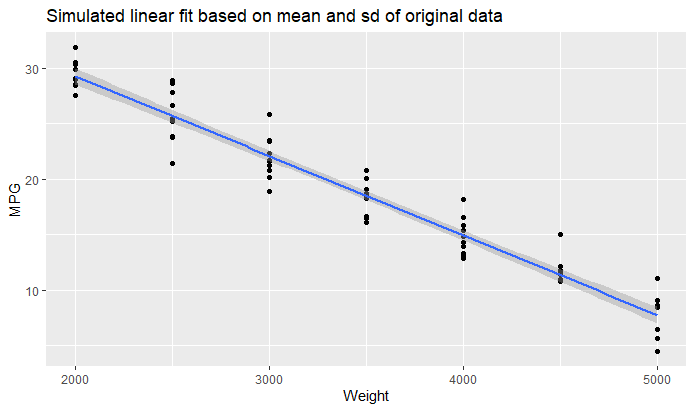 Simulated linear fit based on mean and sd of original data
30
20
10
MPG
2000
3000
4000
5000
Weight